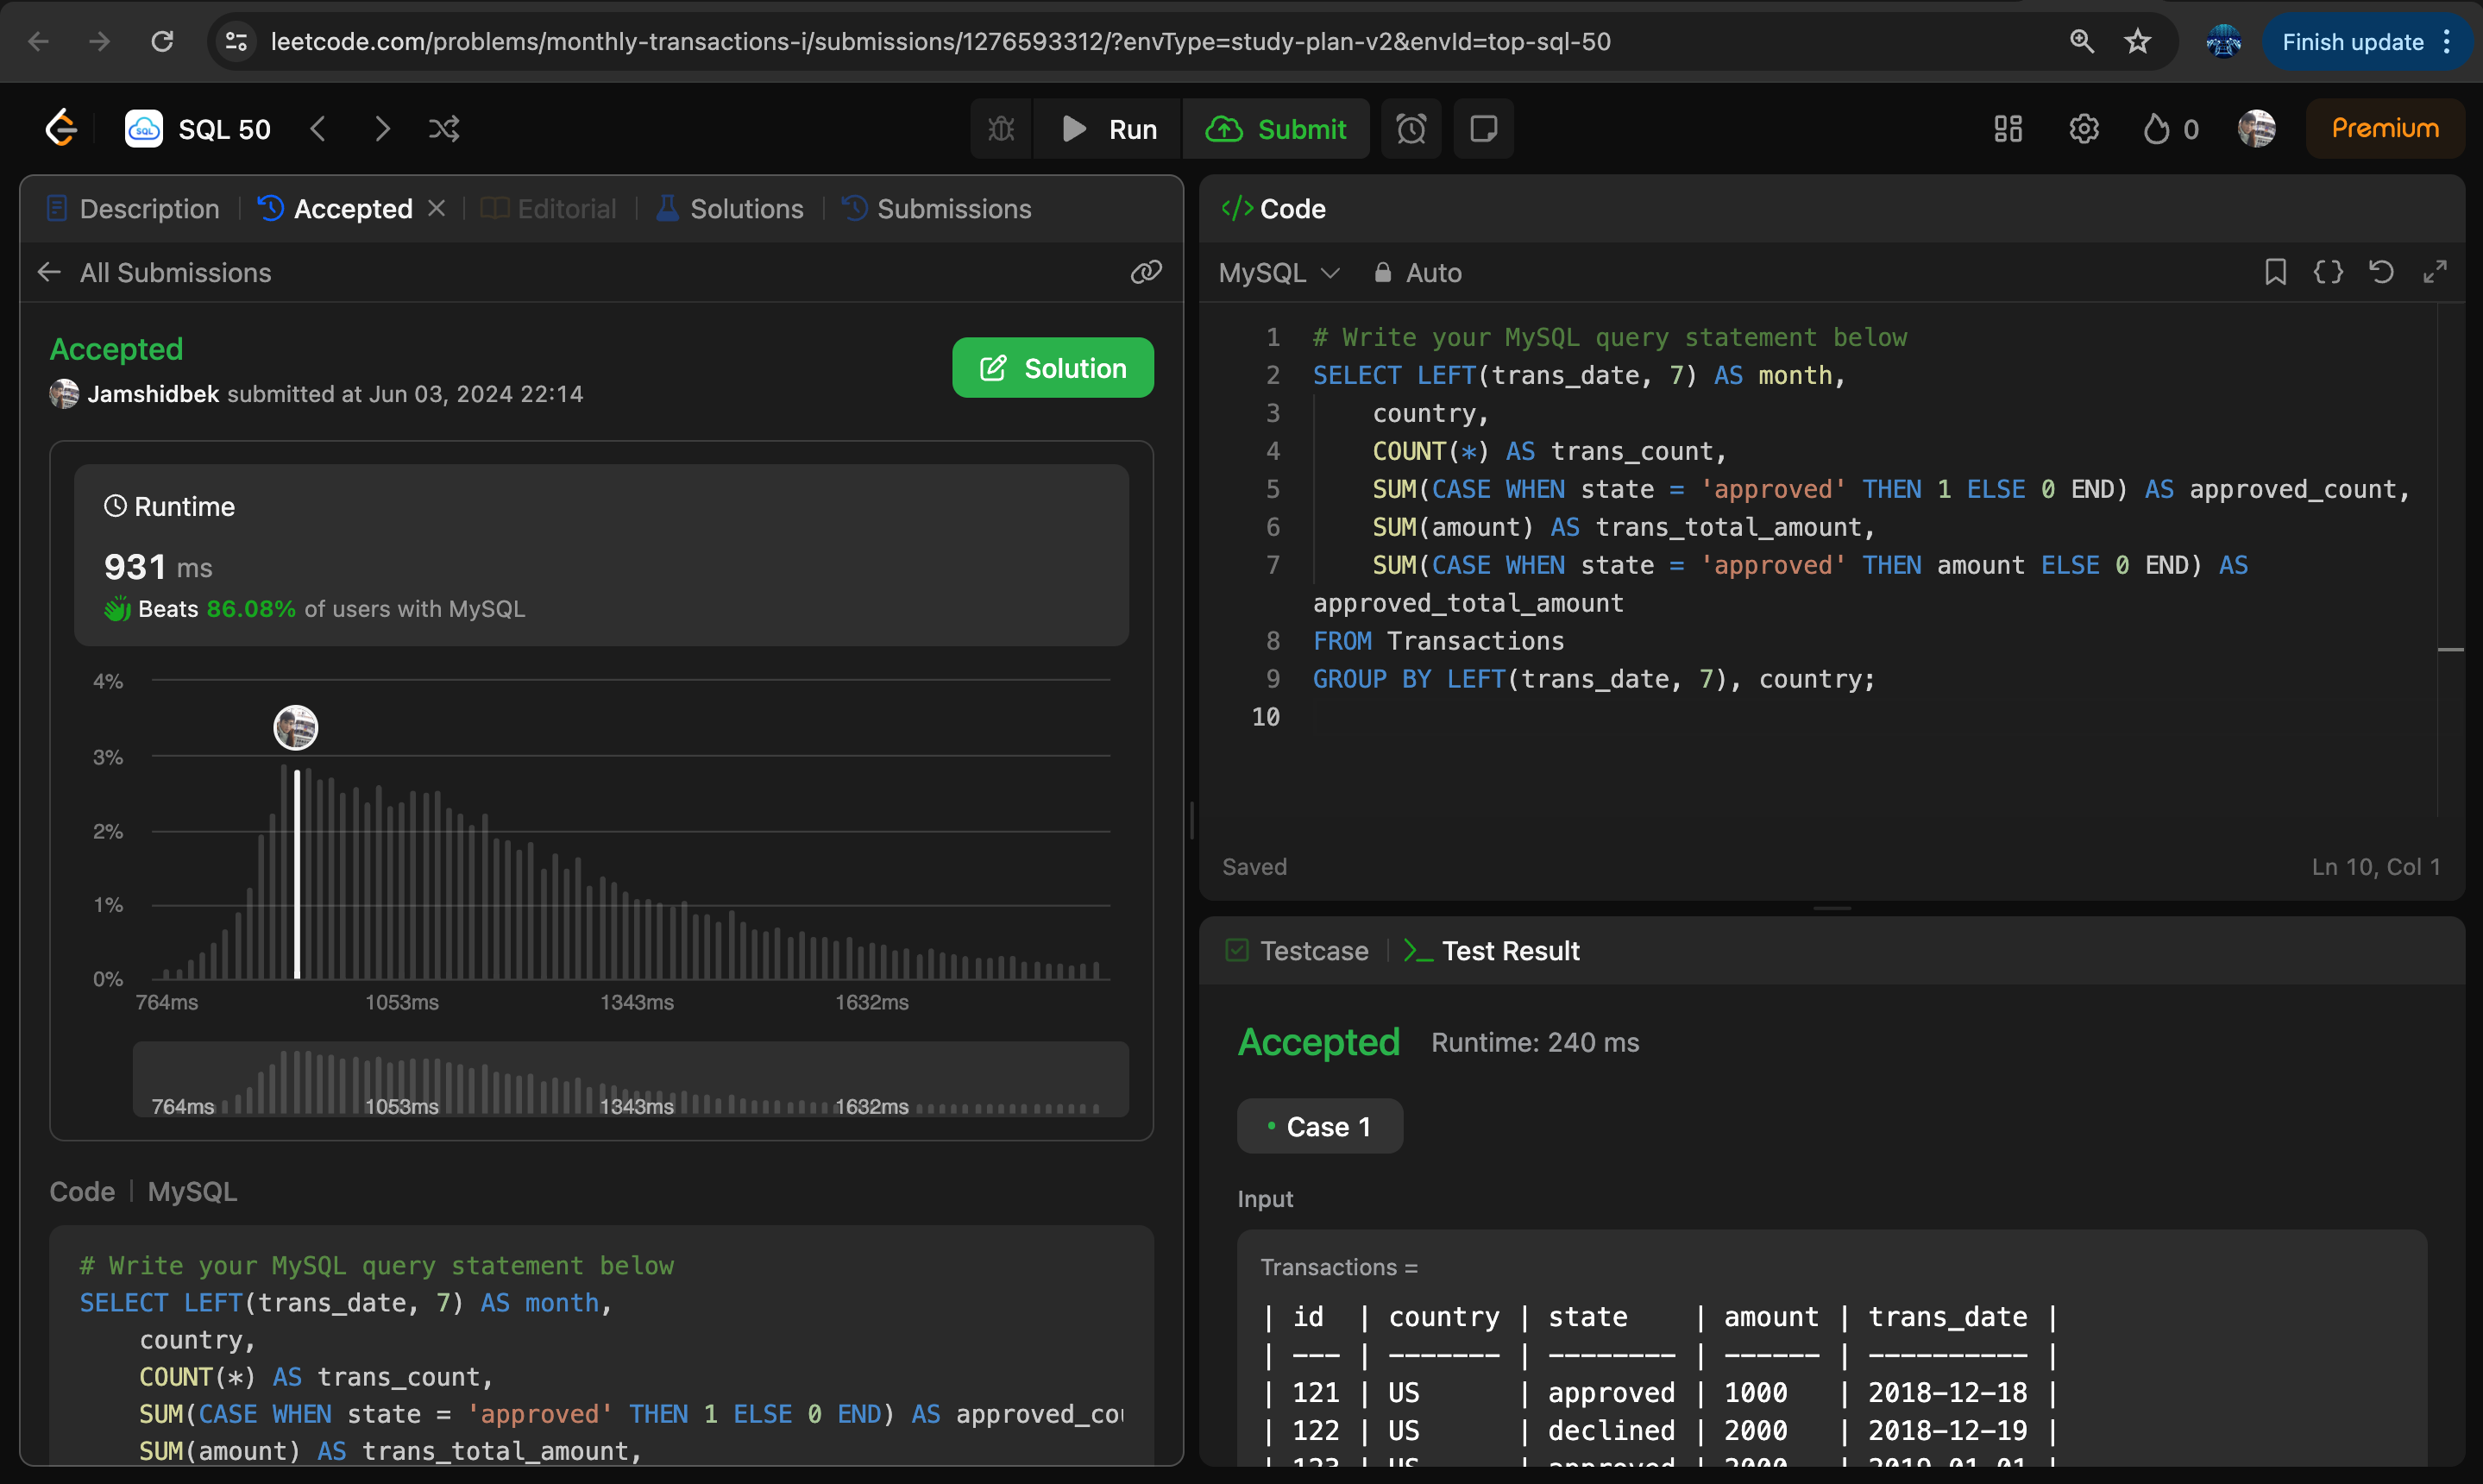 leetcode.com/problems/monthly-transactions-i/submissions/1276593312/?envType=study-plan-v2&envId=top-sql-50
Finish update
SQL
SQL 50
Run
Submit
0
Premium
Description
Accepted
Editorial
Solutions
Submissions
All Submissions
Accepted
Jamshidbek submitted at Jun 03, 2024 22:14
Solution
Runtime
931 ms
Beats 86.08% of users with MySQL
4%
3%
2%
1%
0%
764ms 1053ms 1343ms 1632ms
764ms 1053ms 1343ms 1632ms
Code | MySQL
# Write your MySQL query statement below
SELECT LEFT(trans_date, 7) AS month,
country,
COUNT(*) AS trans_count,
SUM(CASE WHEN state = 'approved' THEN 1 ELSE 0 END) AS approved_cou
SUM(amount) AS trans_total_amount,
</> Code
MySQL
Auto
1 # Write your MySQL query statement below
2 SELECT LEFT(trans_date, 7) AS month,
3 country,
4 COUNT(*) AS trans_count,
5 SUM(CASE WHEN state = 'approved' THEN 1 ELSE 0 END) AS approved_count,
6 SUM(amount) AS trans_total_amount,
7 SUM(CASE WHEN state = 'approved' THEN amount ELSE 0 END) AS
approved_total_amount
8 FROM Transactions
9 GROUP BY LEFT(trans_date, 7), country;
10
Saved
Ln 10, Col 1
Testcase
Test Result
Accepted Runtime: 240 ms
Case 1
Input
Transactions =
| id | country | state | amount | trans_date |
| --- | ------- | -------- | ------ | ---------- |
| 121 | US | approved | 1000 | 2018-12-18 |
| 122 | US | declined | 2000 | 2018-12-19 |
| 123 | US | approved | 2000 | 2019-01-01 |